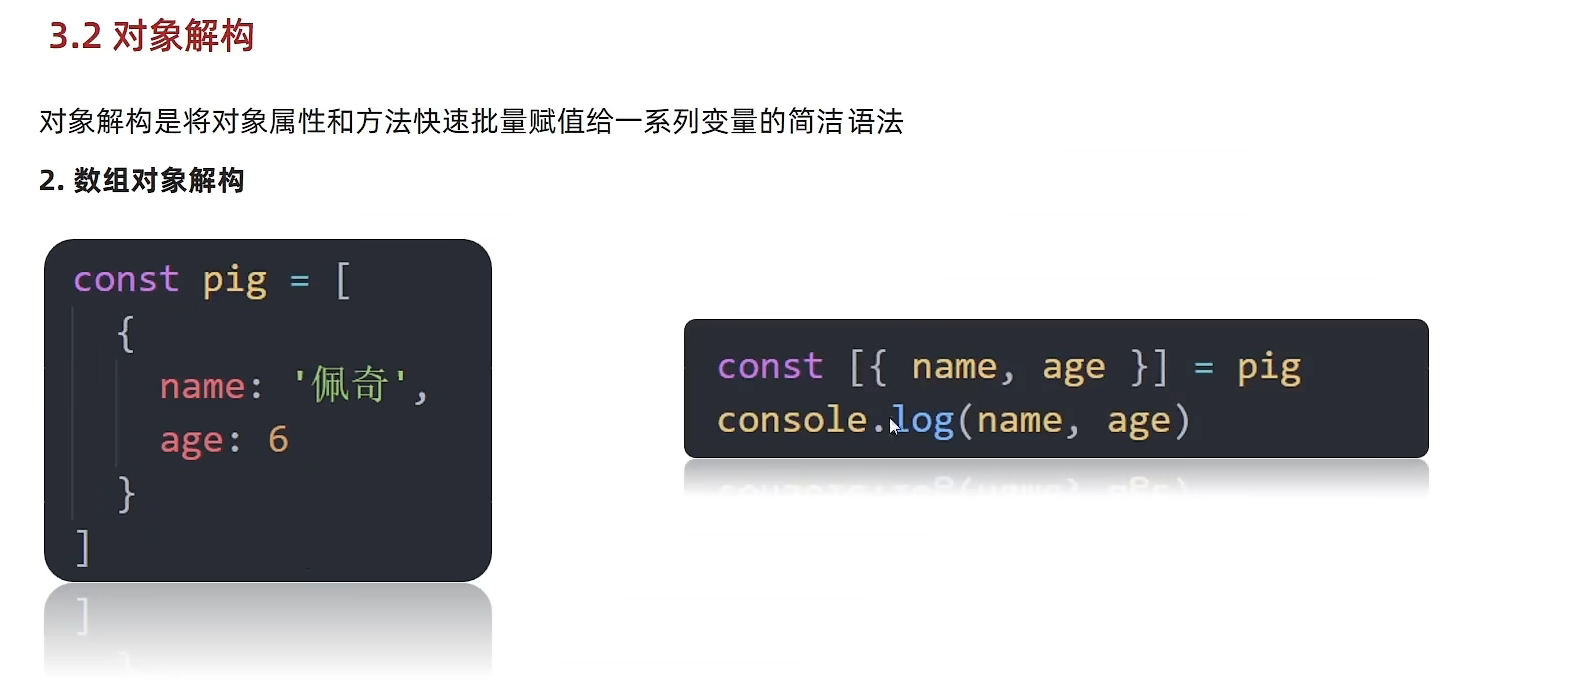 3.2 对象解构
对象解构是将对象属性和方法快速批量赋值给一系列变量的简洁语法
2. 数组对象解构
const pig = [
{
name: '佩奇',
age: 6
}
]
const [{ name, age }] = pig
console.log(name, age)